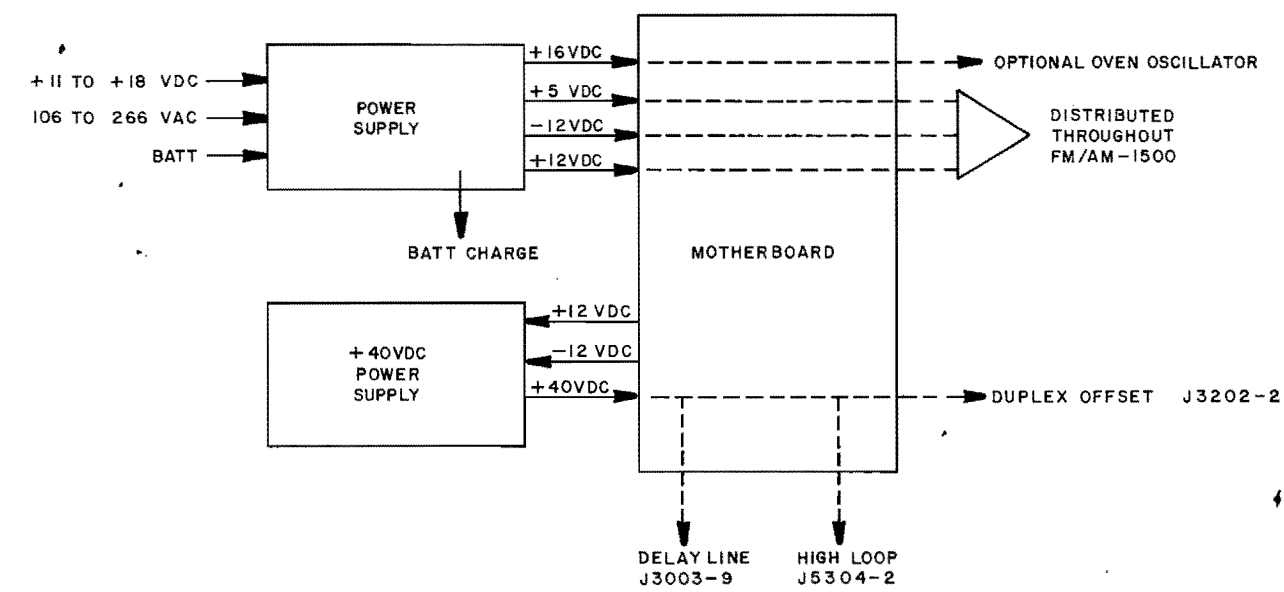 +16VDC
OPTIONAL OVEN OSCILLATOR
+11 TO +18 VDC
POWER
SUPPLY
+5 VDC
106 TO 266 VAC
-12VDC
DISTRIBUTED
THROUGHOUT
FM/AM-1500
BATT
+12VDC
BATT CHARGE
MOTHERBOARD
+12 VDC
+40VDC
POWER
SUPPLY
-12 VDC
+40VDC
DUPLEX OFFSET J3202-2
DELAY LINE
J3003-9
HIGH LOOP
J5304-2